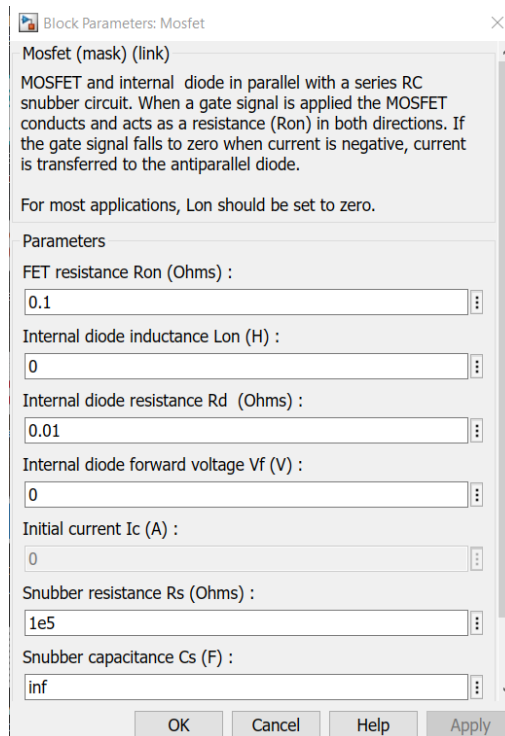 Block Parameters: Mosfet
Mosfet (mask) (link)
MOSFET and internal diode in parallel with a series RC
snubber circuit. When a gate signal is applied the MOSFET
conducts and acts as a resistance (Ron) in both directions. If
the gate signal falls to zero when current is negative, current
is transferred to the antiparallel diode.
For most applications, Lon should be set to zero.
Parameters
FET resistance Ron (Ohms) :
0.1
Internal diode inductance Lon (H) :
0
Internal diode resistance Rd (Ohms) :
0.01
Internal diode forward voltage Vf (V) :
0
Initial current Ic (A) :
0
Snubber resistance Rs (Ohms) :
1e5
Snubber capacitance Cs (F) :
inf
OK Cancel Help Apply